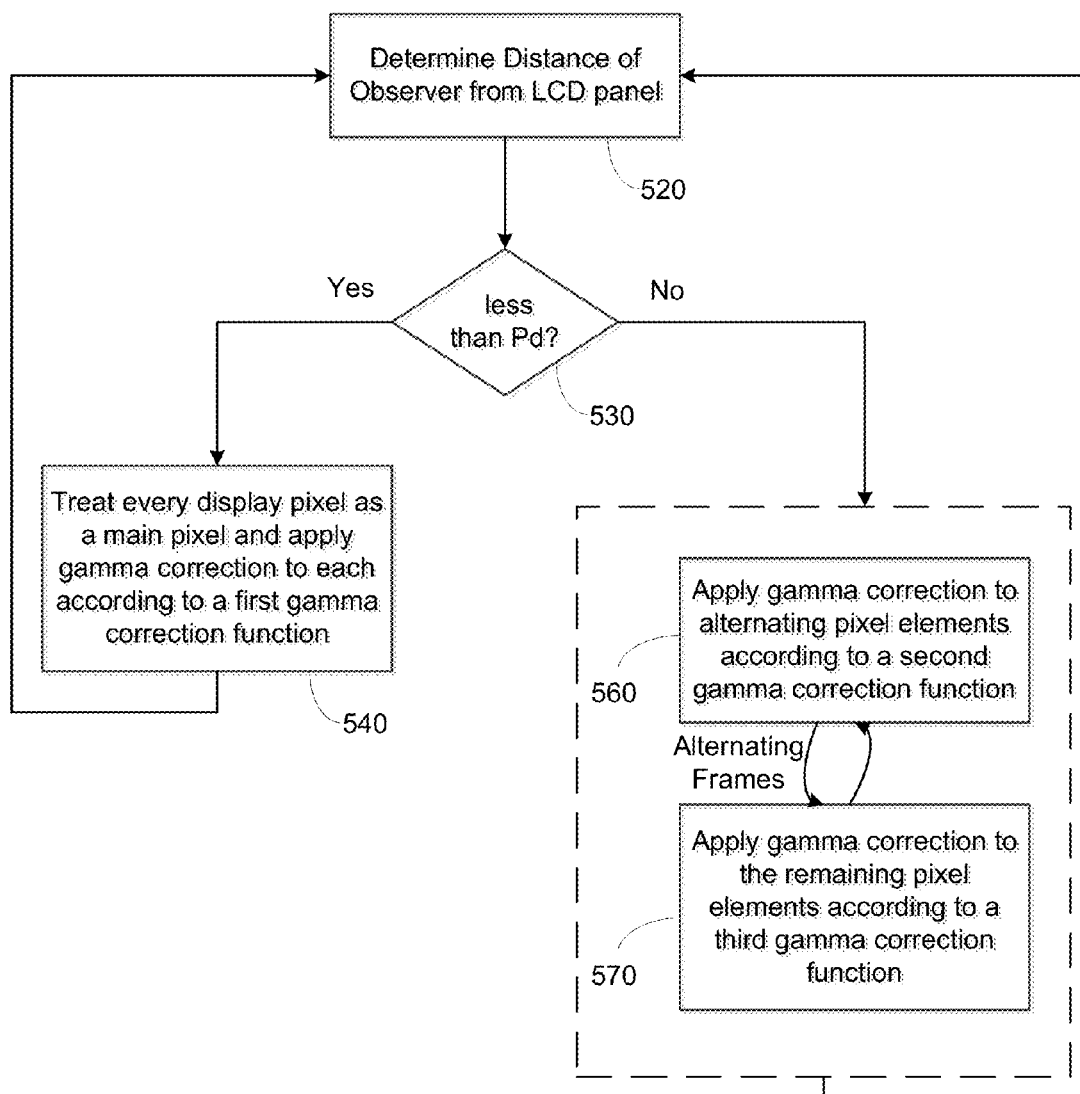 Determine Distance of
Observer from LCD panel
520
Yes
No
less
than Pd?
530
Treat every display pixel as
a main pixel and apply
gamma correction to each
according to a first gamma
correction function
540
Apply gamma correction to
alternating pixel elements
according to a second
gamma correction function
560
Alternating
Frames
Apply gamma correction to
the remaining pixel
elements according to a
third gamma correction
function
570